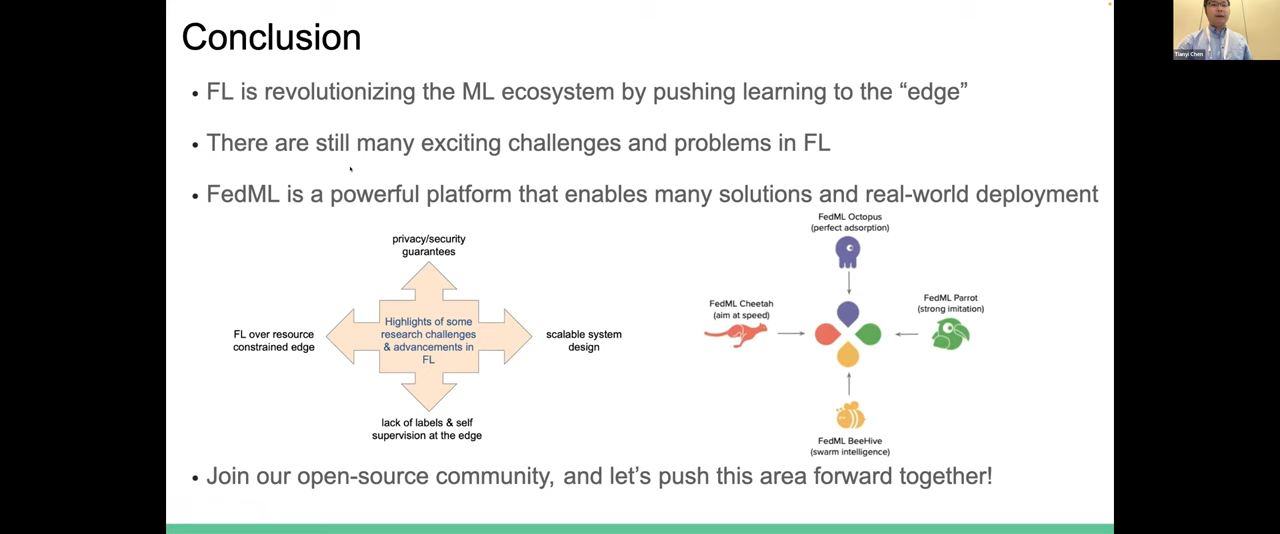 Conclusion
• FL is revolutionizing the ML ecosystem by pushing learning to the “edge”
• There are still many exciting challenges and problems in FL
• FedML is a powerful platform that enables many solutions and real-world deployment
privacy/security
guarantees
FL over resource
constrained edge
Highlights of some
research challenges
& advancements in
FL
scalable system
design
lack of labels & self
supervision at the edge
FedML Octopus
(perfect adsorption)
FedML Cheetah
(aim at speed)
FedML Parrot
(strong imitation)
FedML BeeHive
(swarm intelligence)
• Join our open-source community, and let’s push this area forward together!
Tianyi Chen